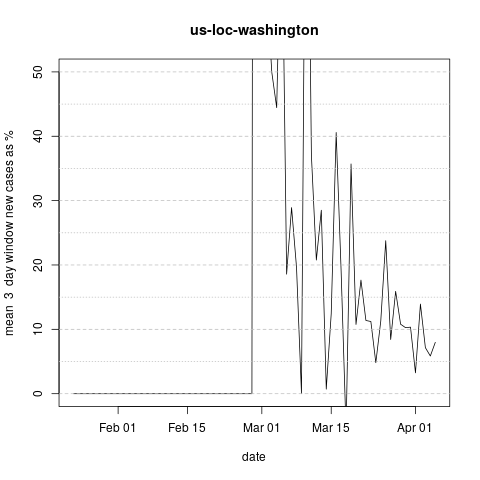 us-loc-washington
mean 3 day window new cases as %
50
40
30
20
10
0
Feb 01 Feb 15 Mar 01 Mar 15 Apr 01
date